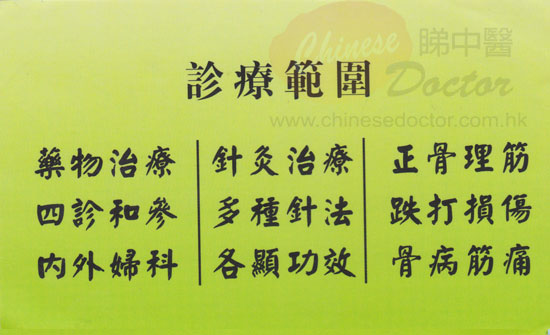 Chinese
Doctor
睇中醫
www.chinesedoctor.com.hk
診療範圍
藥物治療
四診和參
內外婦科
針灸治療
多種針法
各顯功效
正骨理筋
跌打損傷
骨病筋痛